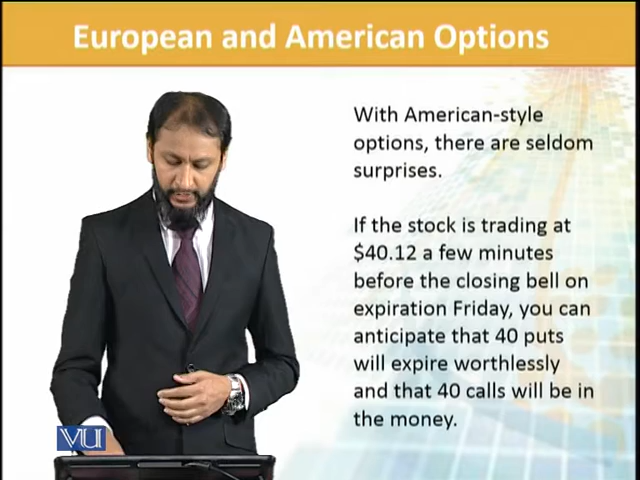 European and American Options
With American-style
options, there are seldom
surprises.
If the stock is trading at
$40.12 a few minutes
before the closing bell on
expiration Friday, you can
anticipate that 40 puts
will expire worthlessly
and that 40 calls will be in
the money.
VU